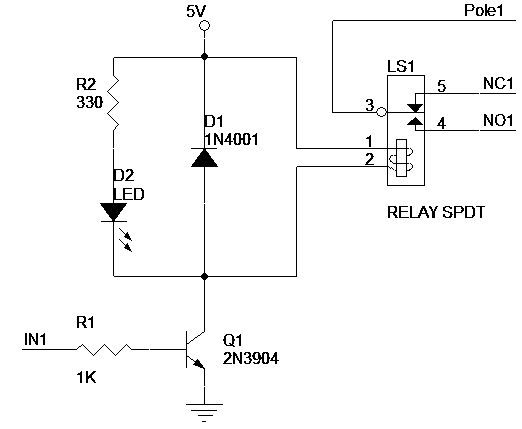 Pole1
5V
LS1
R2
330
5
NC1
3
D1
1N4001
4
NO1
1
2
D2
LED
RELAY SPDT
R1
IN1
Q1
2N3904
1K